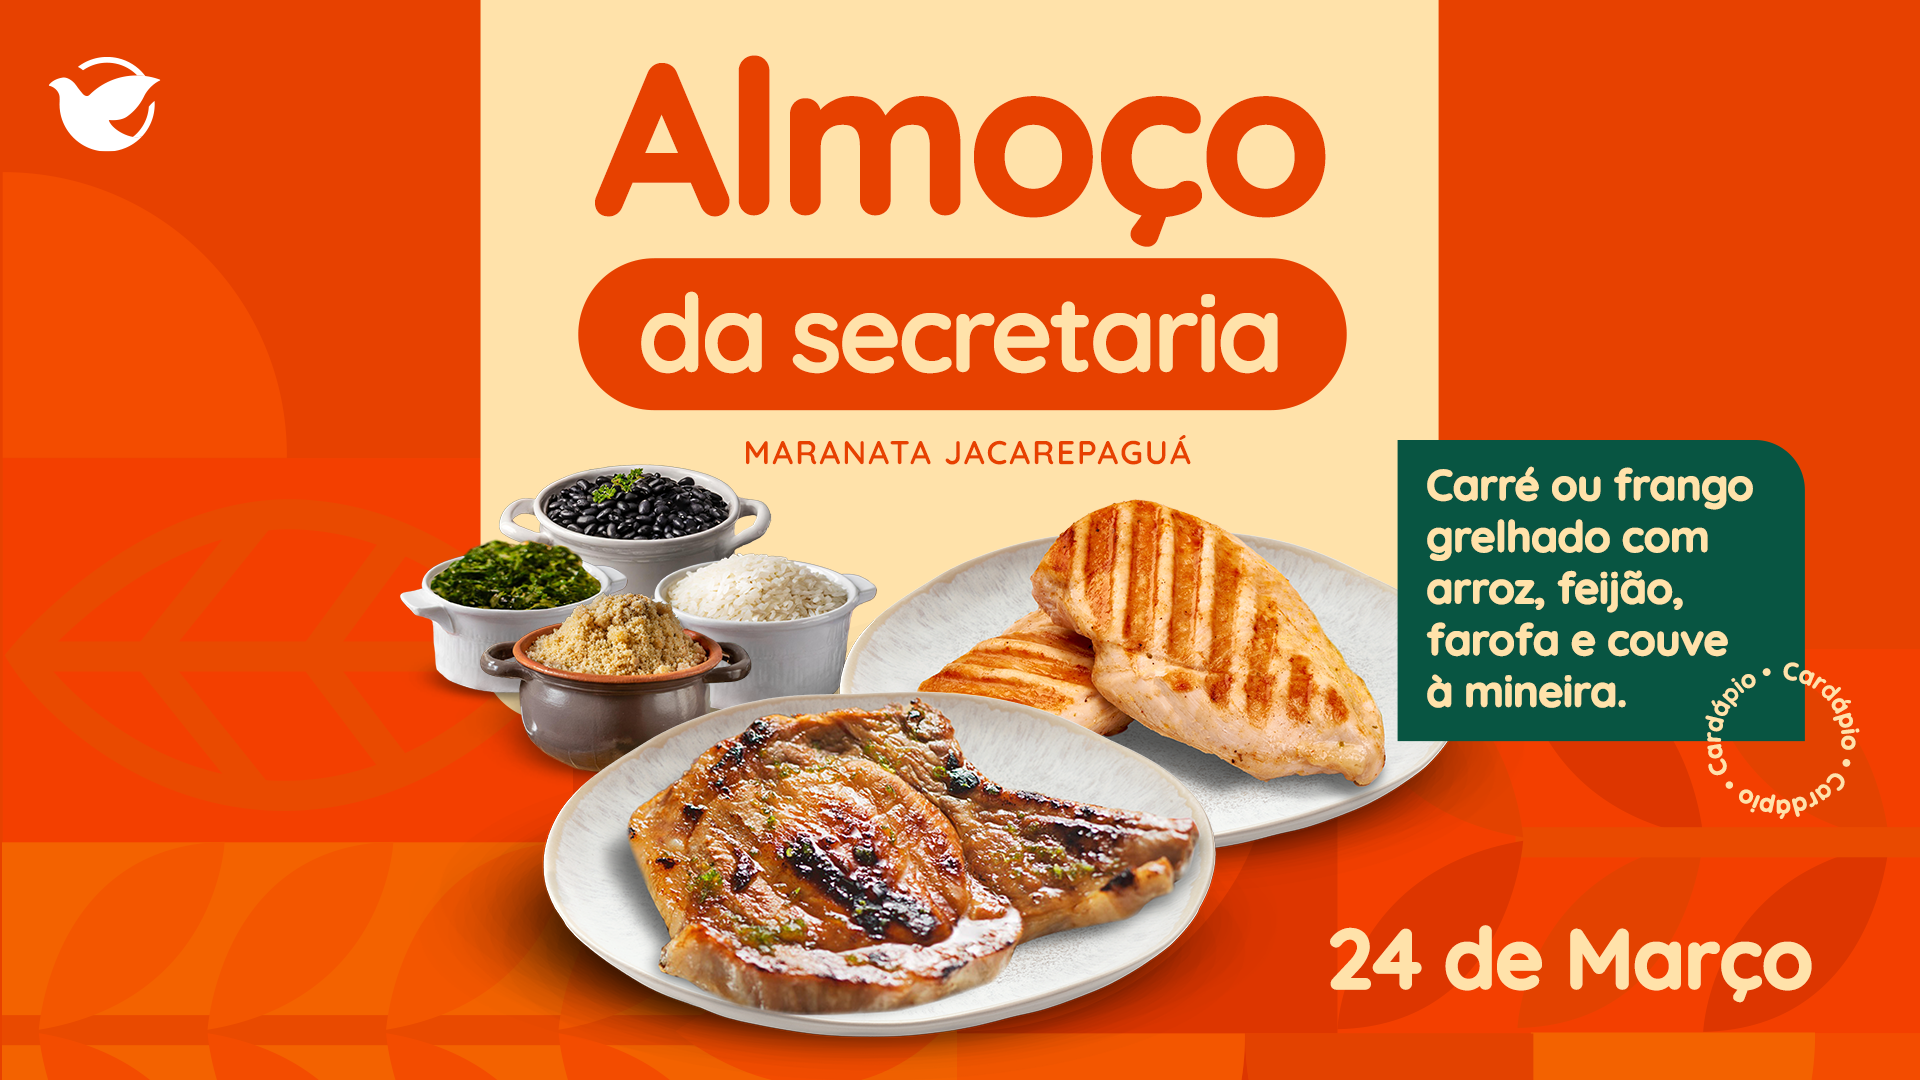 Almoço
da secretaria
MARANATA JACAREPAGUÁ
Carré ou frango
grelhado com
arroz, feijão,
farofa e couve
à mineira.
Cardápio • Cardápio • Cardápio •
24 de Março